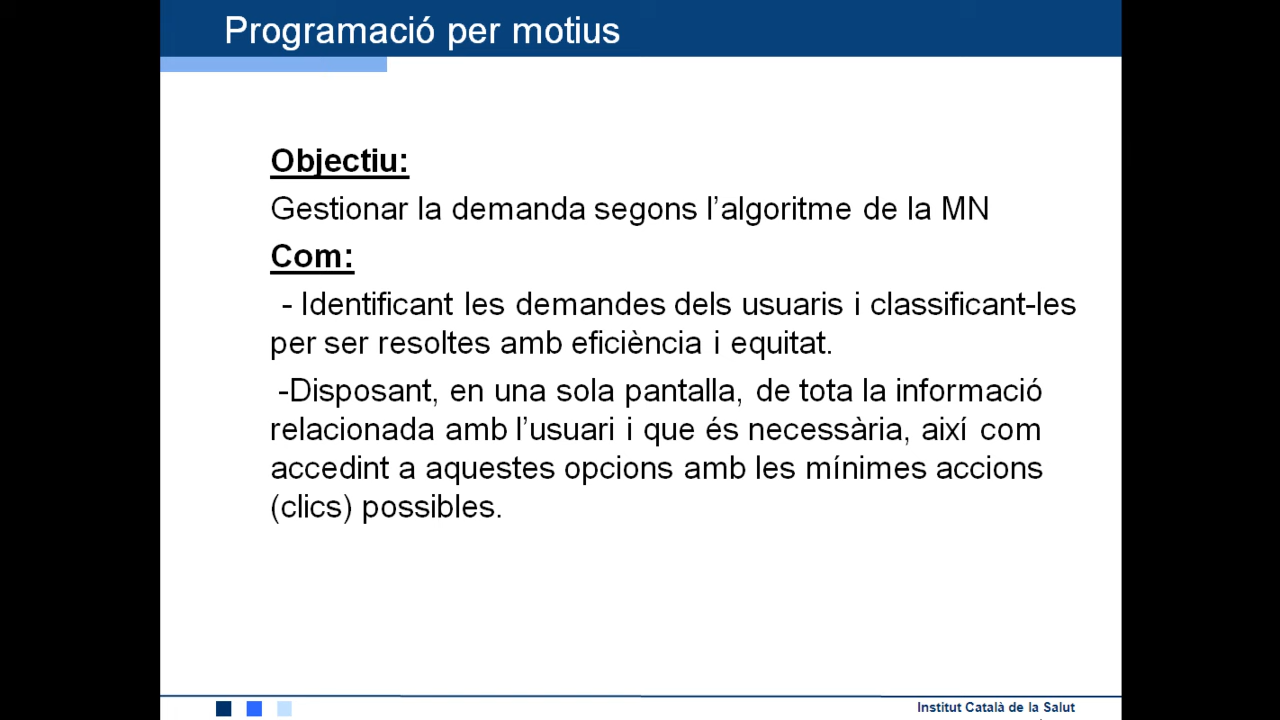 Programació per motius
Objectiu:
Gestionar la demanda segons l’algoritme de la MN
Com:
- Identificant les demandes dels usuaris i classificant-les
per ser resoltes amb eficiència i equitat.
-Disposant, en una sola pantalla, de tota la informació
relacionada amb l’usuari i que és necessària, així com
accedint a aquestes opcions amb les mínimes accions
(clics) possibles.
Institut Català de la Salut